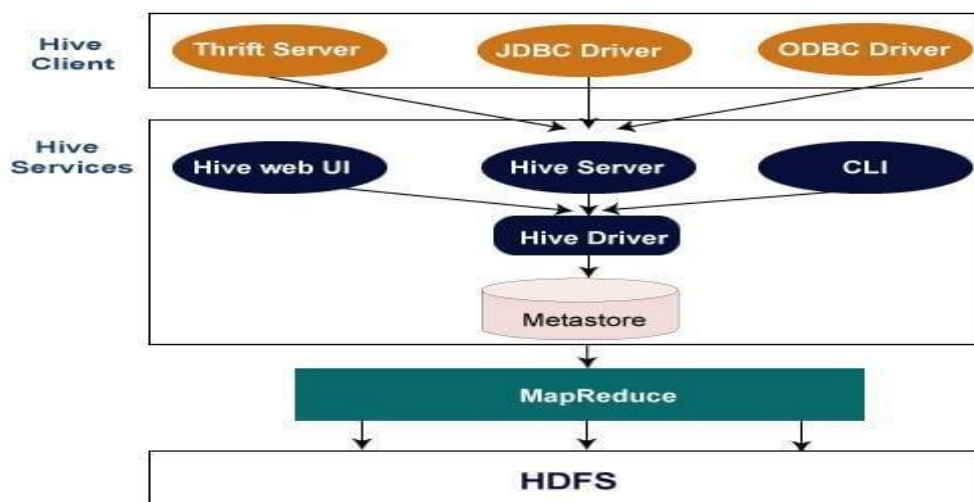 Hive
Client
Thrift Server
JDBC Driver
ODBC Driver
Hive
Services
Hive web UI
Hive Server
CLI
Hive Driver
Metastore
MapReduce
HDFS